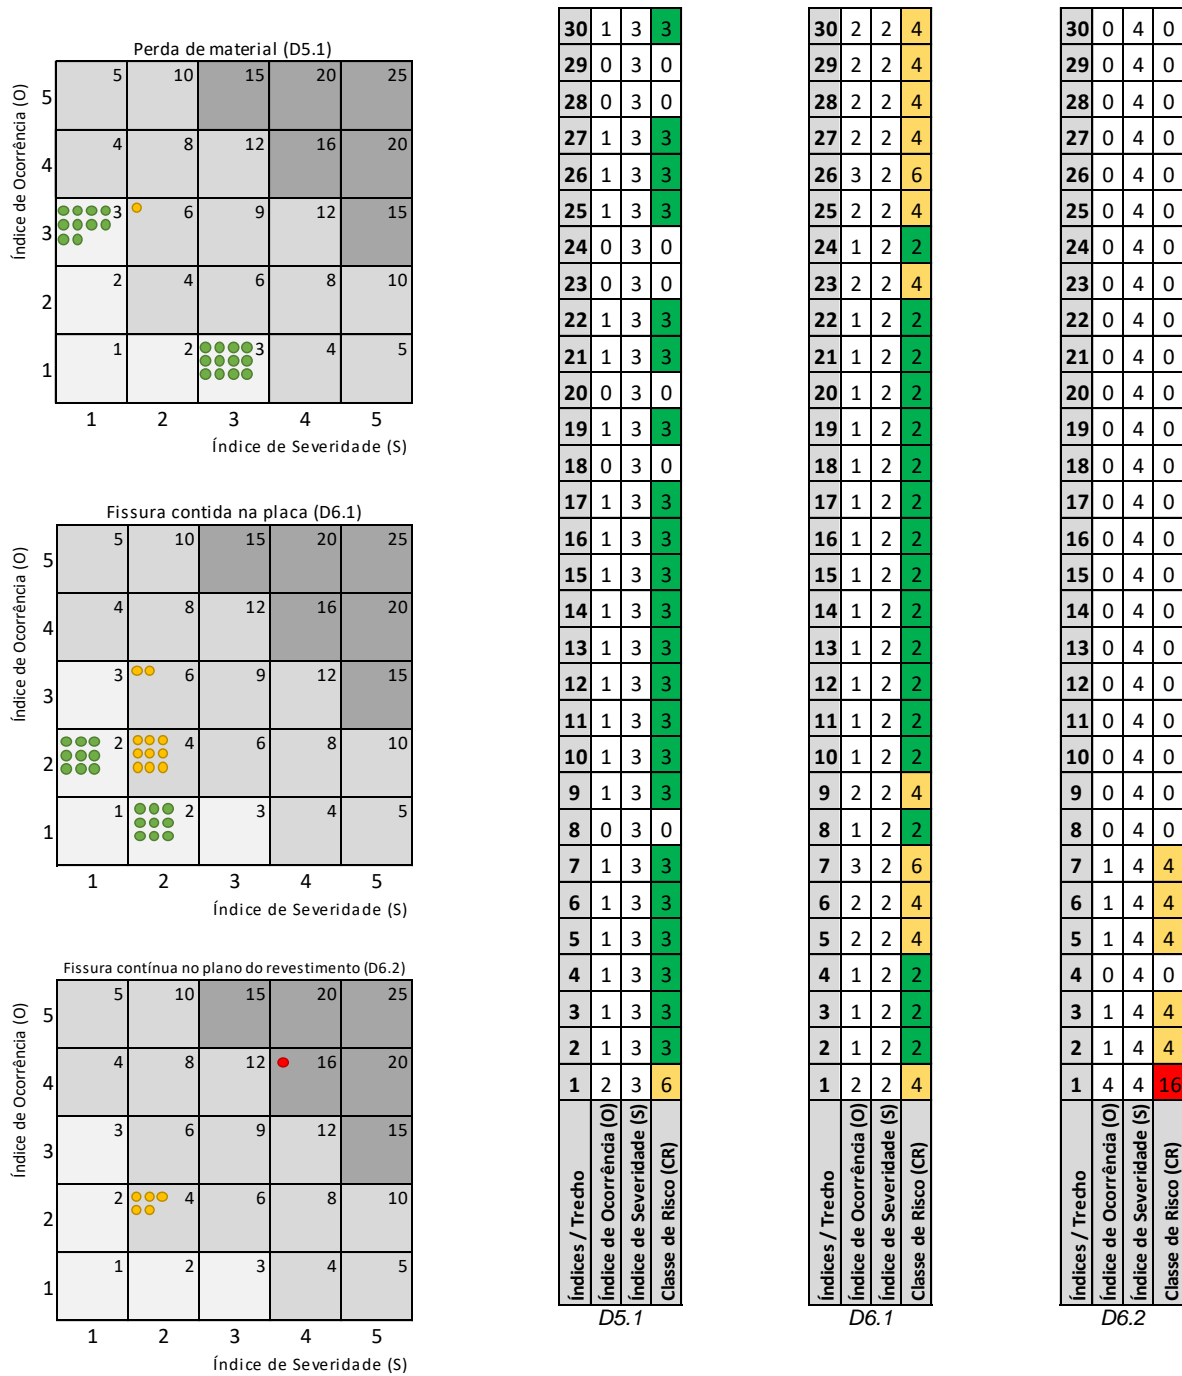 Perda de material (D5.1)
Índice de Ocorrência (O)
5 5 10 15 20 25
4 4 8 12 16 20
3 3 6 9 12 15
2 2 4 6 8 10
1 1 2 3 4 5
1 2 3 4 5
Índice de Severidade (S)
Fissura contida na placa (D6.1)
Índice de Ocorrência (O)
5 5 10 15 20 25
4 4 8 12 16 20
3 3 6 9 12 15
2 2 4 6 8 10
1 1 2 3 4 5
1 2 3 4 5
Índice de Severidade (S)
Fissura contínua no plano do revestimento (D6.2)
Índice de Ocorrência (O)
5 5 10 15 20 25
4 4 8 12 16 20
3 3 6 9 12 15
2 2 4 6 8 10
1 1 2 3 4 5
1 2 3 4 5
Índice de Severidade (S)
30 1 3 3
29 0 3 0
28 0 3 0
27 1 3 3
26 1 3 3
25 1 3 3
24 0 3 0
23 0 3 0
22 1 3 3
21 1 3 3
20 0 3 0
19 1 3 3
18 0 3 0
17 1 3 3
16 1 3 3
15 1 3 3
14 1 3 3
13 1 3 3
12 1 3 3
11 1 3 3
10 1 3 3
9 1 3 3
8 0 3 0
7 1 3 3
6 1 3 3
5 1 3 3
4 1 3 3
3 1 3 3
2 1 3 3
1 2 3 6
Índices / Trecho
Índice de Ocorrência (O)
Índice de Severidade (S)
Classe de Risco (CR)
D5.1
30 2 2 4
29 2 2 4
28 2 2 4
27 2 2 4
26 3 2 6
25 2 2 4
24 1 2 2
23 2 2 4
22 1 2 2
21 1 2 2
20 1 2 2
19 1 2 2
18 1 2 2
17 1 2 2
16 1 2 2
15 1 2 2
14 1 2 2
13 1 2 2
12 1 2 2
11 1 2 2
10 1 2 2
9 2 2 4
8 1 2 2
7 3 2 6
6 2 2 4
5 2 2 4
4 1 2 2
3 1 2 2
2 1 2 2
1 2 2 4
Índices / Trecho
Índice de Ocorrência (O)
Índice de Severidade (S)
Classe de Risco (CR)
D6.1
30 0 4 0
29 0 4 0
28 0 4 0
27 0 4 0
26 0 4 0
25 0 4 0
24 0 4 0
23 0 4 0
22 0 4 0
21 0 4 0
20 0 4 0
19 0 4 0
18 0 4 0
17 0 4 0
16 0 4 0
15 0 4 0
14 0 4 0
13 0 4 0
12 0 4 0
11 0 4 0
10 0 4 0
9 0 4 0
8 0 4 0
7 1 4 4
6 1 4 4
5 1 4 4
4 0 4 0
3 1 4 4
2 1 4 4
1 4 4 16
Índices / Trecho
Índice de Ocorrência (O)
Índice de Severidade (S)
Classe de Risco (CR)
D6.2